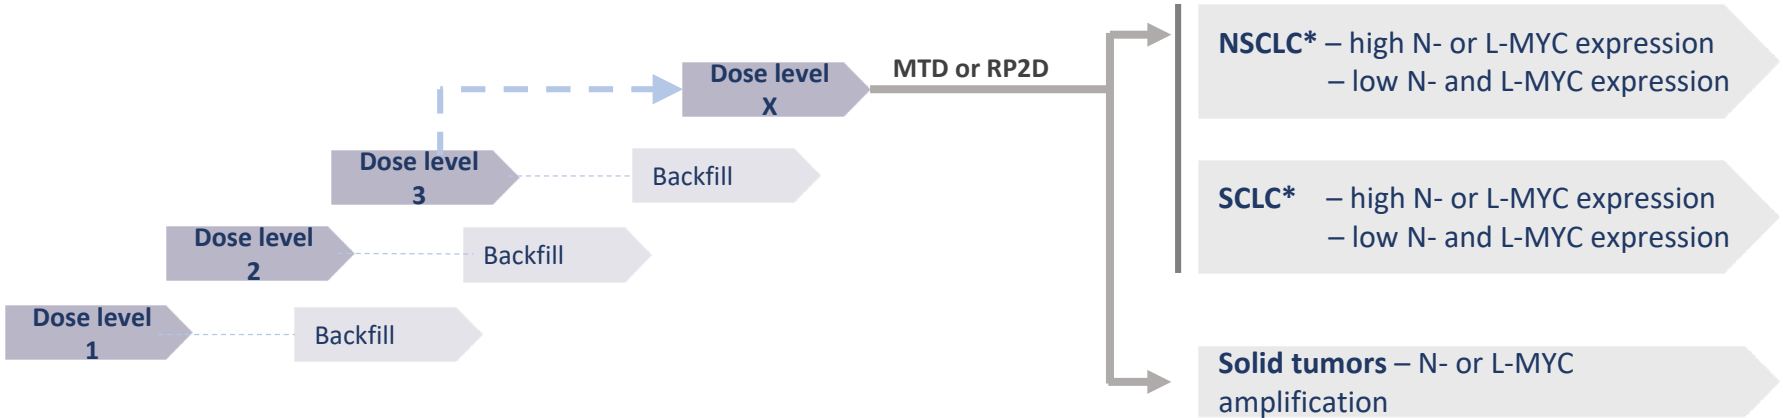 Dose level
X
MTD or RP2D
Dose level
3
Backfill
Dose level
2
Backfill
Dose level
1
Backfill
NSCLC* – high N- or L-MYC expression
– low N- and L-MYC expression
SCLC* – high N- or L-MYC expression
– low N- and L-MYC expression
Solid tumors – N- or L-MYC
amplification